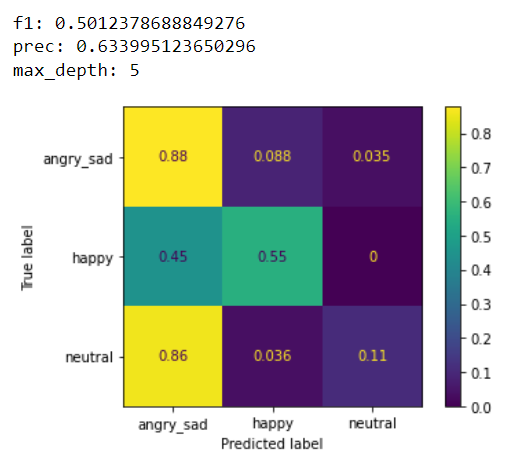 f1: 0.5012378688849276
prec: 0.633995123650296
max_depth: 5
angry_sad 0.88 0.088 0.035
happy 0.45 0.55 0
neutral 0.86 0.036 0.11
angry_sad happy neutral
Predicted label
True label
0.8
0.7
0.6
0.5
0.4
0.3
0.2
0.1
0.0